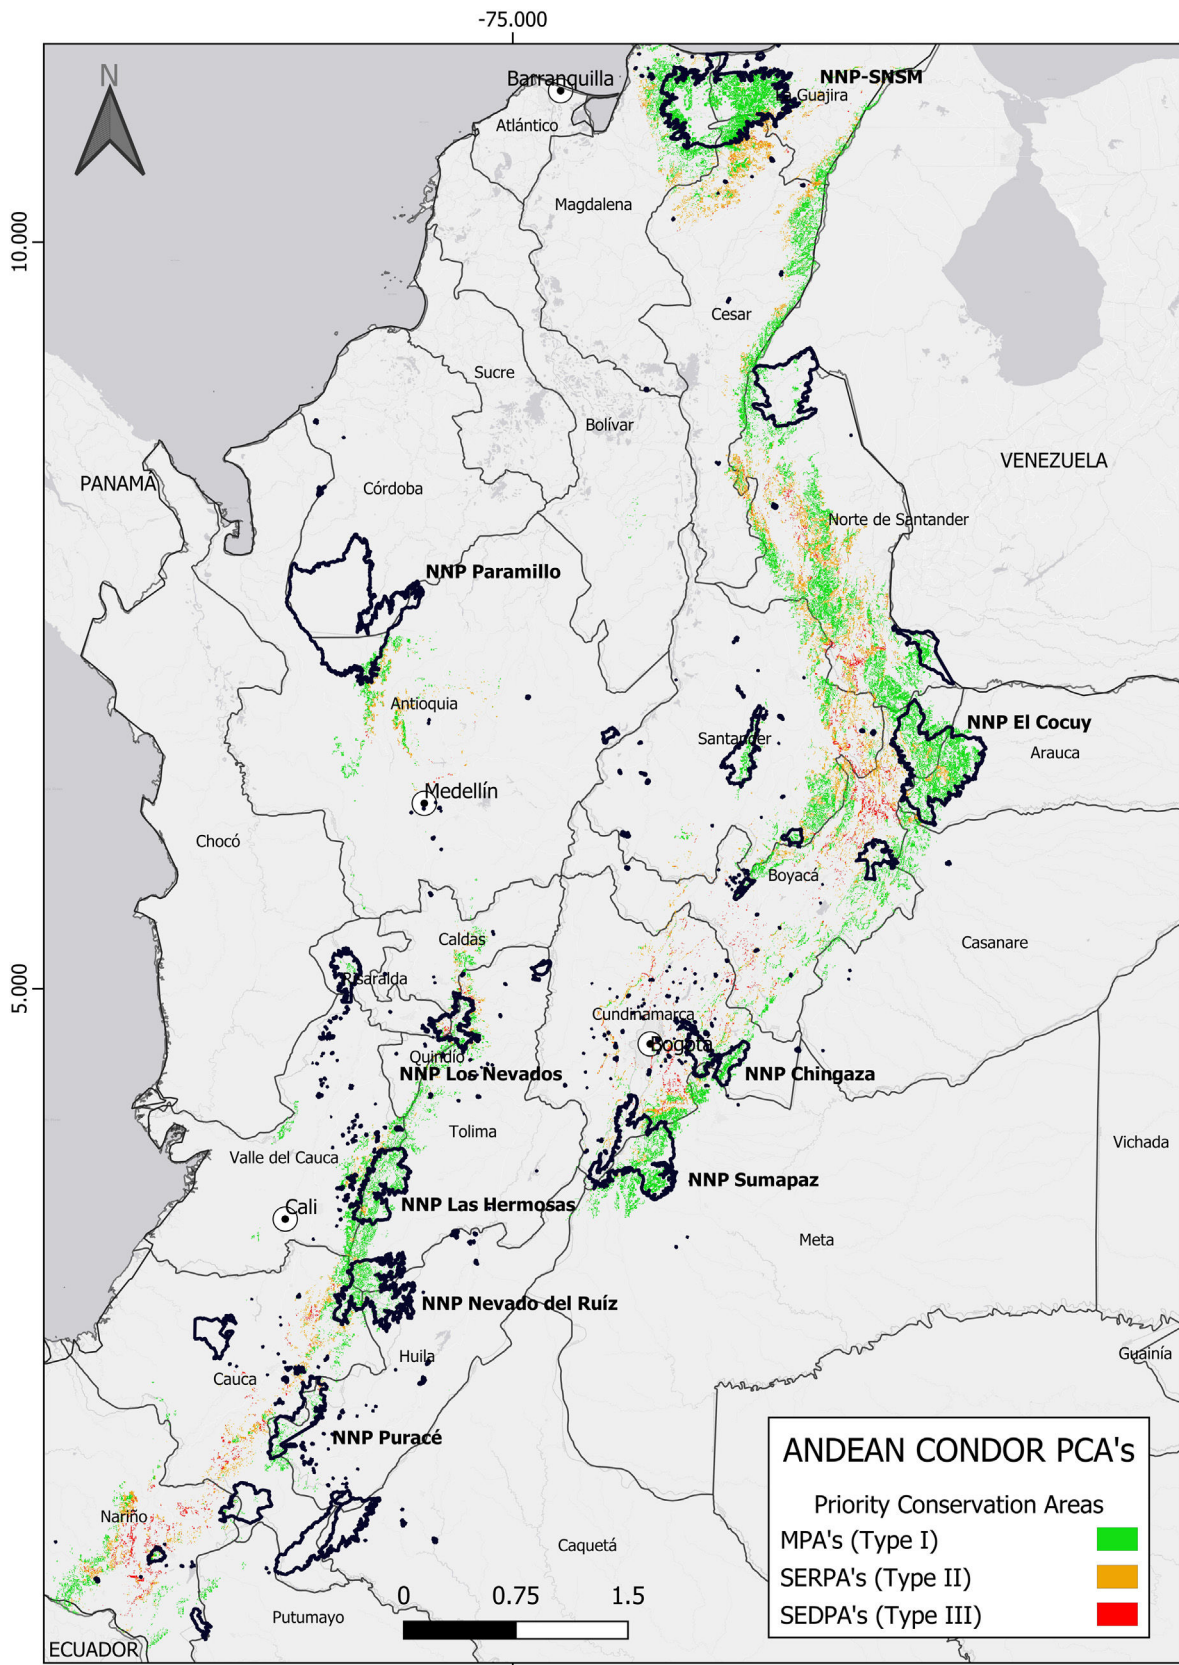 -75.000
N
Barranquilla
NNP-SNSM
La Guajira
Atlántico
Magdalena
10.000
Cesar
Sucre
Bolívar
VENEZUELA
PANAMÁ
Córdoba
Norte de Santander
NNP Paramillo
Antioquia
NNP El Cocuy
Santander
Arauca
Medellín
Chocó
Boyacá
Caldas
Casanare
Risaralda
5.000
Cundinamarca
Bogotá
Quindío
NNP Los Nevados
NNP Chingaza
Tolima
Vichada
Valle del Cauca
NNP Sumapaz
NNP Las Hermosas
Cali
Meta
NNP Nevado del Ruíz
Guainía
Huila
Cauca
NNP Puracé
ANDEAN CONDOR PCA's
Priority Conservation Areas
MPA's (Type I)
SERPA's (Type II)
SEDPA's (Type III)
Nariño
Caquetá
0 0.75 1.5
Putumayo
ECUADOR